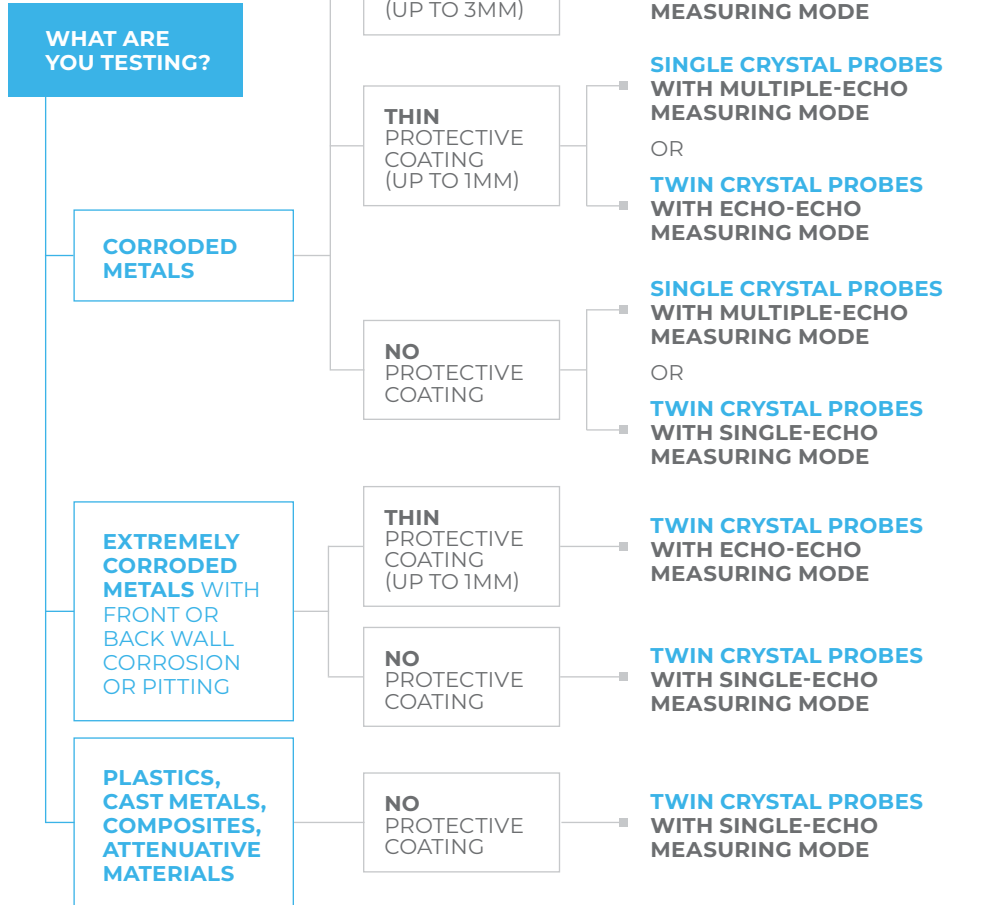 WHAT ARE
YOU TESTING?
(UP TO 3MM)
MEASURING MODE
THIN
PROTECTIVE
COATING
(UP TO 1MM)
SINGLE CRYSTAL PROBES
WITH MULTIPLE-ECHO
MEASURING MODE
OR
TWIN CRYSTAL PROBES
WITH ECHO-ECHO
MEASURING MODE
CORRODED
METALS
NO
PROTECTIVE
COATING
SINGLE CRYSTAL PROBES
WITH MULTIPLE-ECHO
MEASURING MODE
OR
TWIN CRYSTAL PROBES
WITH SINGLE-ECHO
MEASURING MODE
EXTREMELY
CORRODED
METALS WITH
FRONT OR
BACK WALL
CORROSION
OR PITTING
THIN
PROTECTIVE
COATING
(UP TO 1MM)
TWIN CRYSTAL PROBES
WITH ECHO-ECHO
MEASURING MODE
NO
PROTECTIVE
COATING
TWIN CRYSTAL PROBES
WITH SINGLE-ECHO
MEASURING MODE
PLASTICS,
CAST METALS,
COMPOSITES,
ATTENUATIVE
MATERIALS
NO
PROTECTIVE
COATING
TWIN CRYSTAL PROBES
WITH SINGLE-ECHO
MEASURING MODE